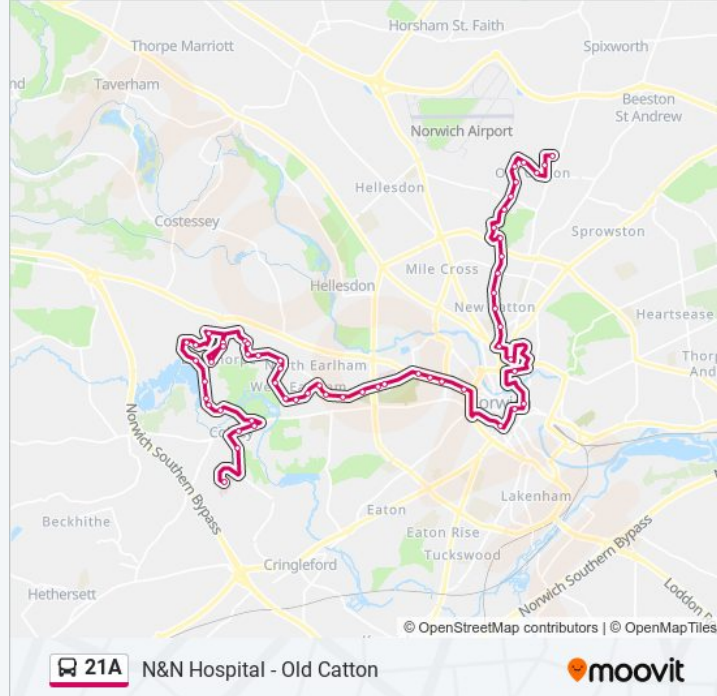 Horsham St. Faith
Thorpe Marriott
Spixworth
Taverham
Beeston
St Andrew
Norwich Airport
Hellesdon
Costessey
Sprowston
Mile Cross
Hellesdon
Heartsease
North Earlham
Norwich Southern Bypass
Lakenham
Eaton
Beckhithe
Eaton Rise
Tuckswood
Cringleford
Norwich Southern Bypass
Hethersett
© OpenStreetMap contributors | © OpenMapTiles
21A
N&N Hospital - Old Catton
moovit